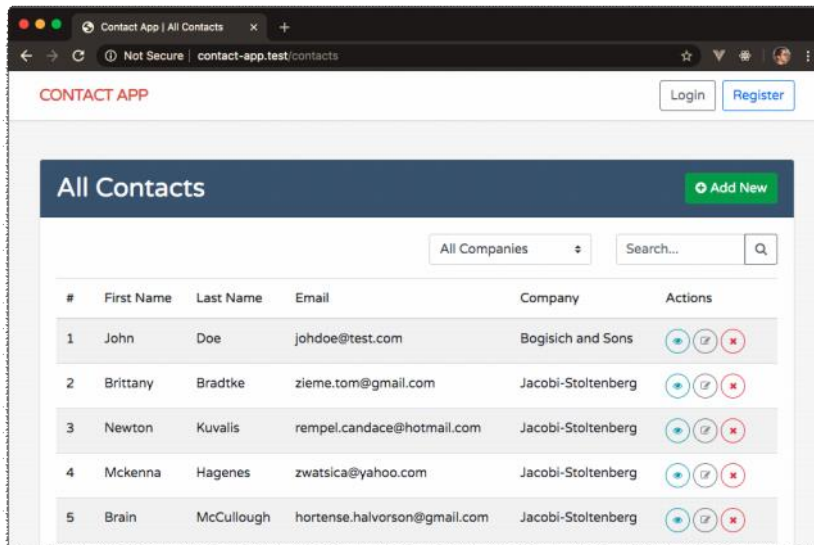 Contact App | All Contacts
Not Secure | contact-app.test/contacts
CONTACT APP
Login
Register
All Contacts
Add New
All Companies
Search...
# First Name Last Name Email Company Actions
1 John Doe johdoe@test.com Bogisich and Sons
2 Brittany Bradtke zieme.tom@gmail.com Jacobi-Stoltenberg
3 Newton Kuvalis rempel.candace@hotmail.com Jacobi-Stoltenberg
4 Mckenna Hagenes zwatsica@yahoo.com Jacobi-Stoltenberg
5 Brain McCullough hortense.halvorson@gmail.com Jacobi-Stoltenberg